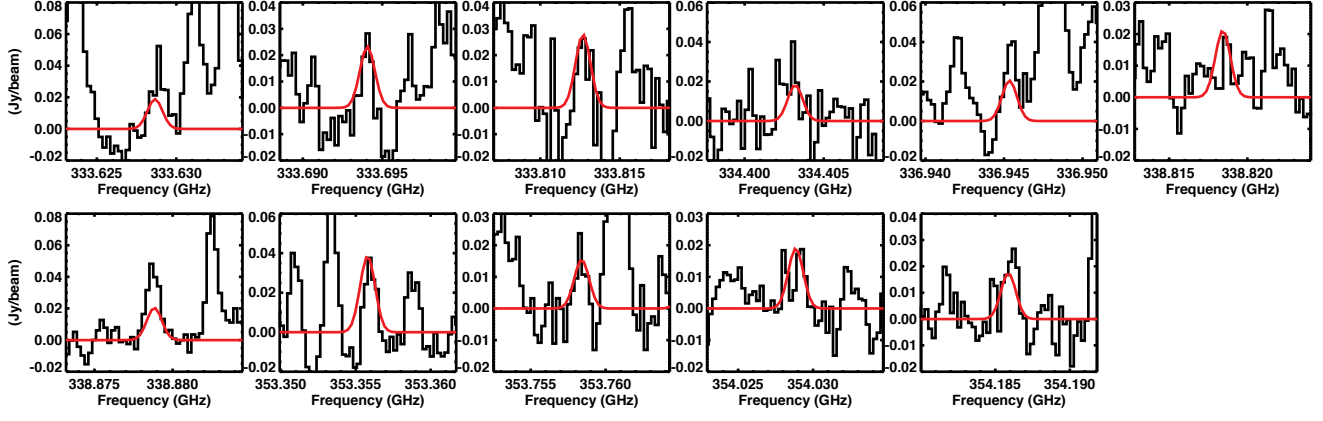 0.08 0.04 0.04 0.06 0.06 0.04
0.06 0.03 0.03 0.04 0.04 0.03
0.04 0.02 0.02 0.02
0.02 0.01 0.01 0.02 0.02 0.01
0.00 0.00 0.00 0.00 0.00 0.00
-0.01 -0.01 -0.01
-0.02 -0.02 -0.02 -0.02 -0.02 -0.02
(Jy/beam)
333.625 333.630 333.690 333.695 333.810 333.815 334.400 334.405 336.940 336.945 336.950 338.815 338.820
Frequency (GHz) Frequency (GHz) Frequency (GHz) Frequency (GHz) Frequency (GHz) Frequency (GHz)
0.08 0.06 0.03 0.03 0.04
0.06 0.04 0.02 0.02 0.03
0.04 0.02 0.01 0.01 0.02
0.02 0.01
0.00 0.00 0.00 0.00 0.00
-0.01 -0.01 -0.01
-0.02 -0.02 -0.02 -0.02 -0.02
(Jy/beam)
338.875 338.880 353.350 353.355 353.360 353.755 353.760 354.025 354.030 354.185 354.190
Frequency (GHz) Frequency (GHz) Frequency (GHz) Frequency (GHz) Frequency (GHz)